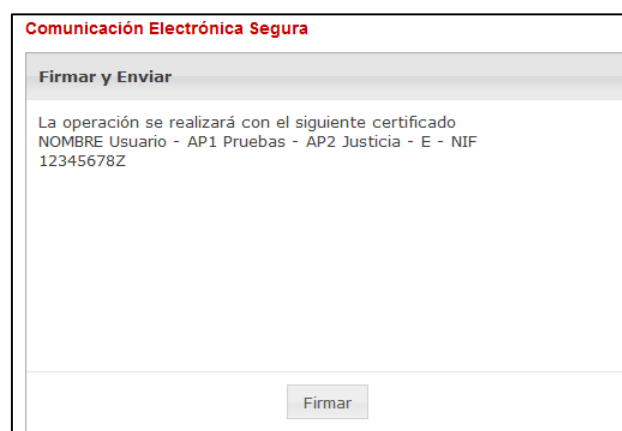 Comunicación Electrónica Segura
Firmar y Enviar
La operación se realizará con el siguiente certificado
NOMBRE Usuario - AP1 Pruebas - AP2 Justicia - E - NIF
12345678Z
Firmar